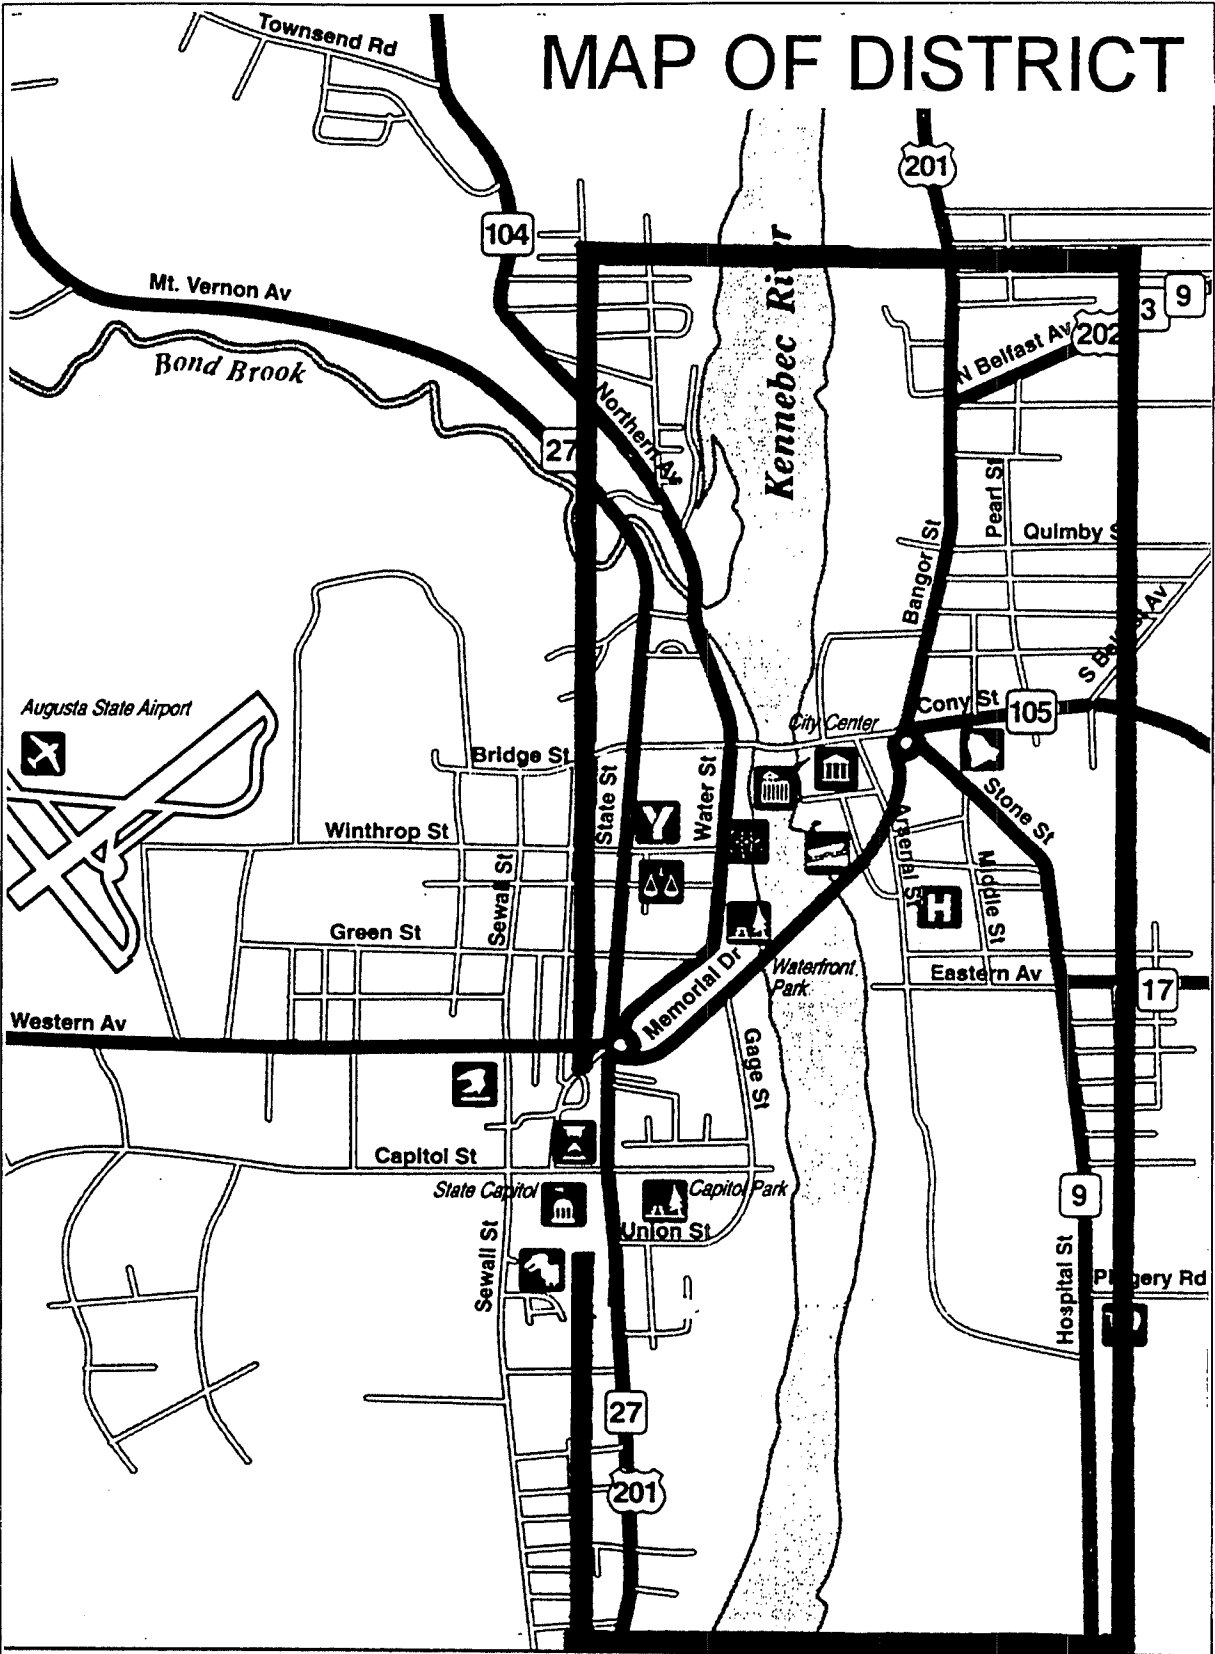 MAP OF DISTRICT
Townsend Rd
201
104
Mt. Vernon Av
Bond Brook
Kennebec River
3
9
202
N Belfast Av
Northern Av
27
Pearl St
Quimby S
Bangor St
Augusta State Airport
Cony St
105
City Center
Bridge St
State St
Water St
Y
Stone St
Winthrop St
Sewall St
Arsenal St
Middle St
H
Green St
Memorial Dr
Waterfront
Park
Eastern Av
17
Western Av
Gage St
Capitol St
State Capitol
Capitol Park
9
Union St
Sewall St
Hospital St
Rd
27
201